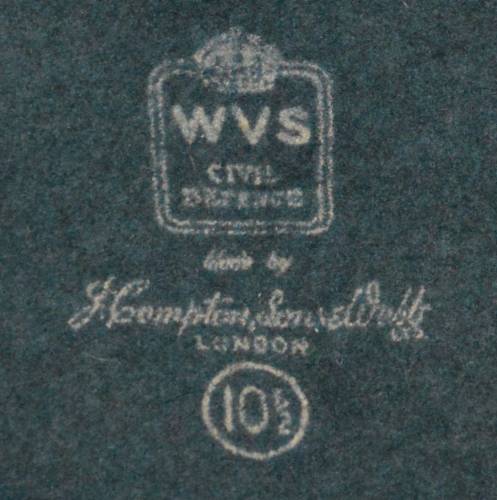 WVS
CIVIL
DEFENCE
Made by
J. Compton, Sons & Webb
LTD
LONDON
10½